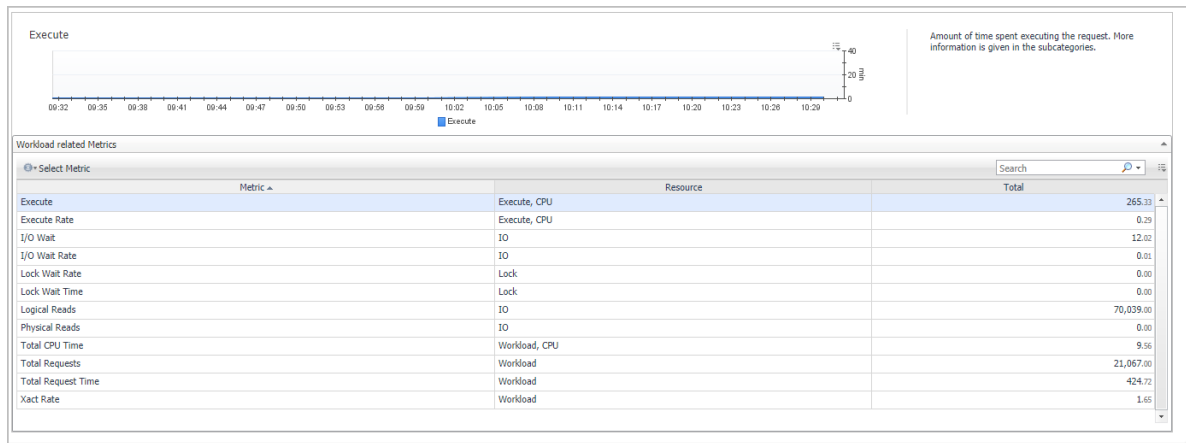 Execute
Amount of time spent executing the request. More
information is given in the subcategories.
40
20
0
min
09:32 09:35 09:38 09:41 09:44 09:47 09:50 09:53 09:56 09:59 10:02 10:05 10:08 10:11 10:14 10:17 10:20 10:23 10:26 10:29
Execute
Workload related Metrics
Select Metric Search
Metric Resource Total
Execute Execute, CPU 265.33
Execute Rate Execute, CPU 0.29
I/O Wait IO 12.02
I/O Wait Rate IO 0.01
Lock Wait Rate Lock 0.00
Lock Wait Time Lock 0.00
Logical Reads IO 70,039.00
Physical Reads IO 0.00
Total CPU Time Workload, CPU 9.56
Total Requests Workload 21,067.00
Total Request Time Workload 424.72
Xact Rate Workload 1.65